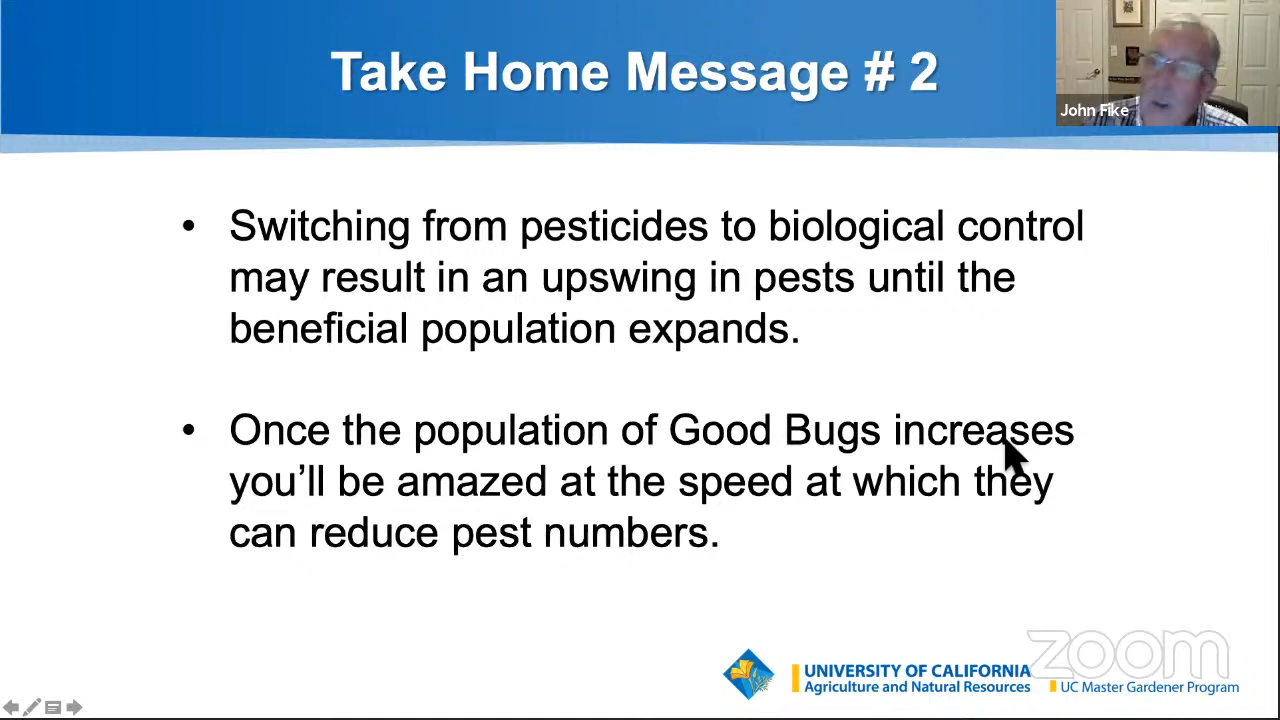 Take Home Message # 2
John Fike
• Switching from pesticides to biological control
may result in an upswing in pests until the
beneficial population expands.
• Once the population of Good Bugs increases
you’ll be amazed at the speed at which they
can reduce pest numbers.
zoom
UNIVERSITY OF CALIFORNIA
Agriculture and Natural Resources
UC Master Gardener Program